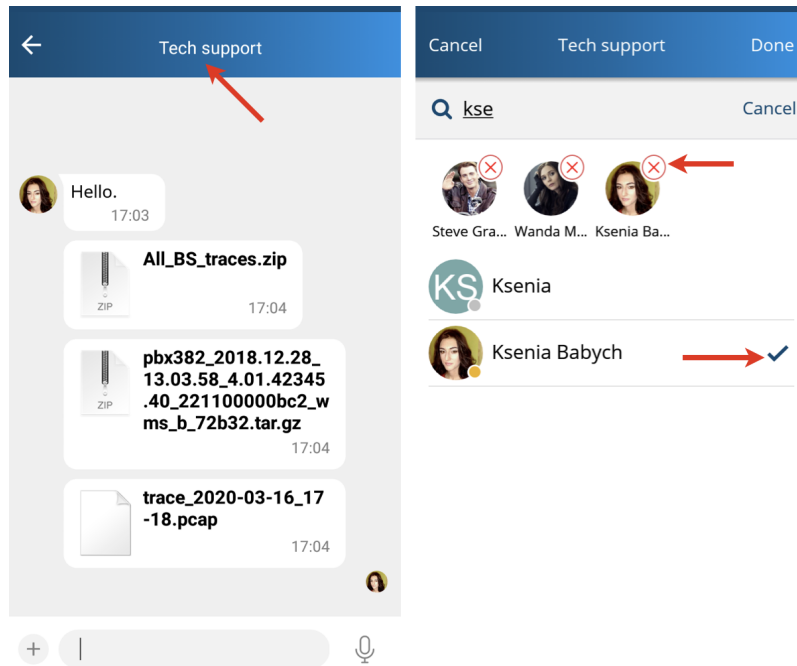 Tech support
Hello.
17:03
All_BS_traces.zip
ZIP
17:04
pbx382_2018.12.28_
13.03.58_4.01.42345
.40_221100000bc2_w
ms_b_72b32.tar.gz
ZIP
17:04
trace_2020-03-16_17
-18.pcap
17:04
Cancel Tech support Done
kse Cancel
Steve Gra... Wanda M... Ksenia Ba...
KS Ksenia
Ksenia Babych